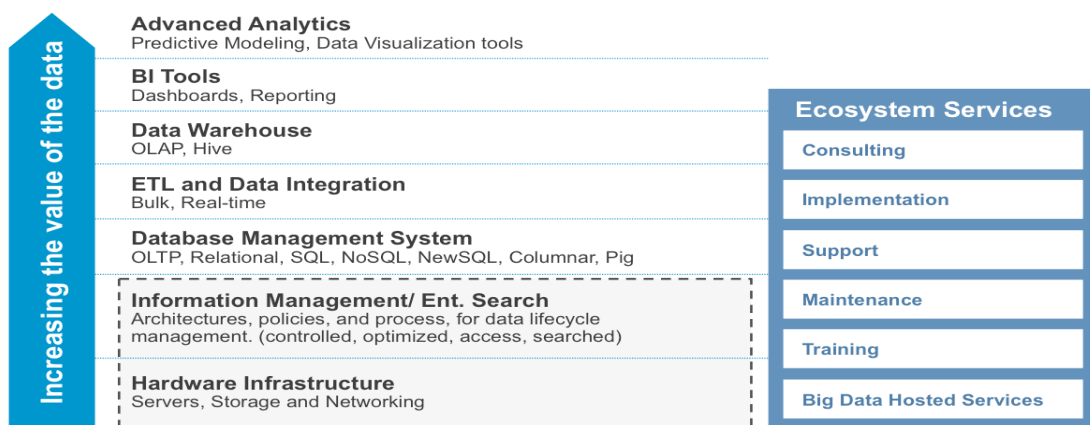 Increasing the value of the data
Advanced Analytics
Predictive Modeling, Data Visualization tools
BI Tools
Dashboards, Reporting
Data Warehouse
OLAP, Hive
ETL and Data Integration
Bulk, Real-time
Database Management System
OLTP, Relational, SQL, NoSQL, NewSQL, Columnar, Pig
Information Management/ Ent. Search
Architectures, policies, and process, for data lifecycle
management. (controlled, optimized, access, searched)
Hardware Infrastructure
Servers, Storage and Networking
Ecosystem Services
Consulting
Implementation
Support
Maintenance
Training
Big Data Hosted Services